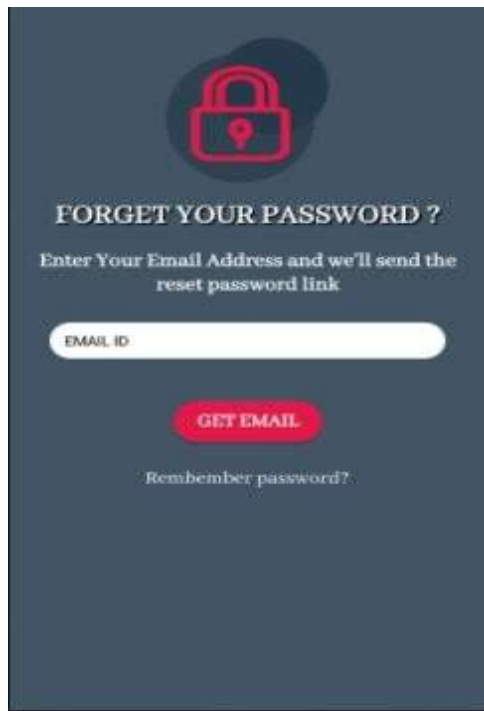 FORGET YOUR PASSWORD ?
Enter Your Email Address and we'll send the
reset password link
EMAIL ID
GET EMAIL
Rembember password?